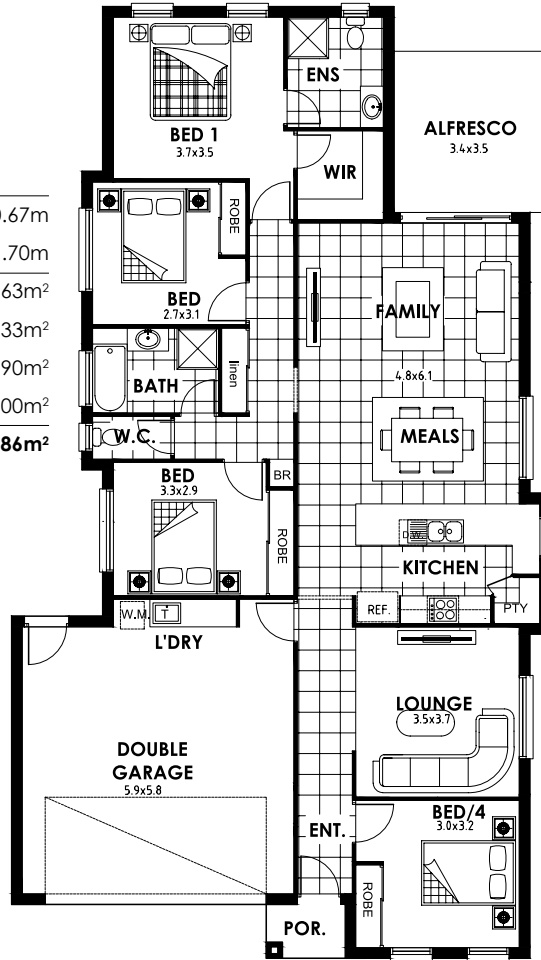 ENS
BED 1
3.7x3.5
ALFRESCO
3.4x3.5
WIR
.67m
.70m
63m²
33m²
90m²
00m²
86m²
ROBE
BED
2.7x3.1
FAMILY
4.8x6.1
linen
BATH
W.C.
MEALS
BED
3.3x2.9
BR
ROBE
D.W.
KITCHEN
REF.
PTY
W.M.
T
L'DRY
LOUNGE
3.5x3.7
DOUBLE
GARAGE
5.9x5.8
BED/4
3.0x3.2
ENT.
ROBE
POR.